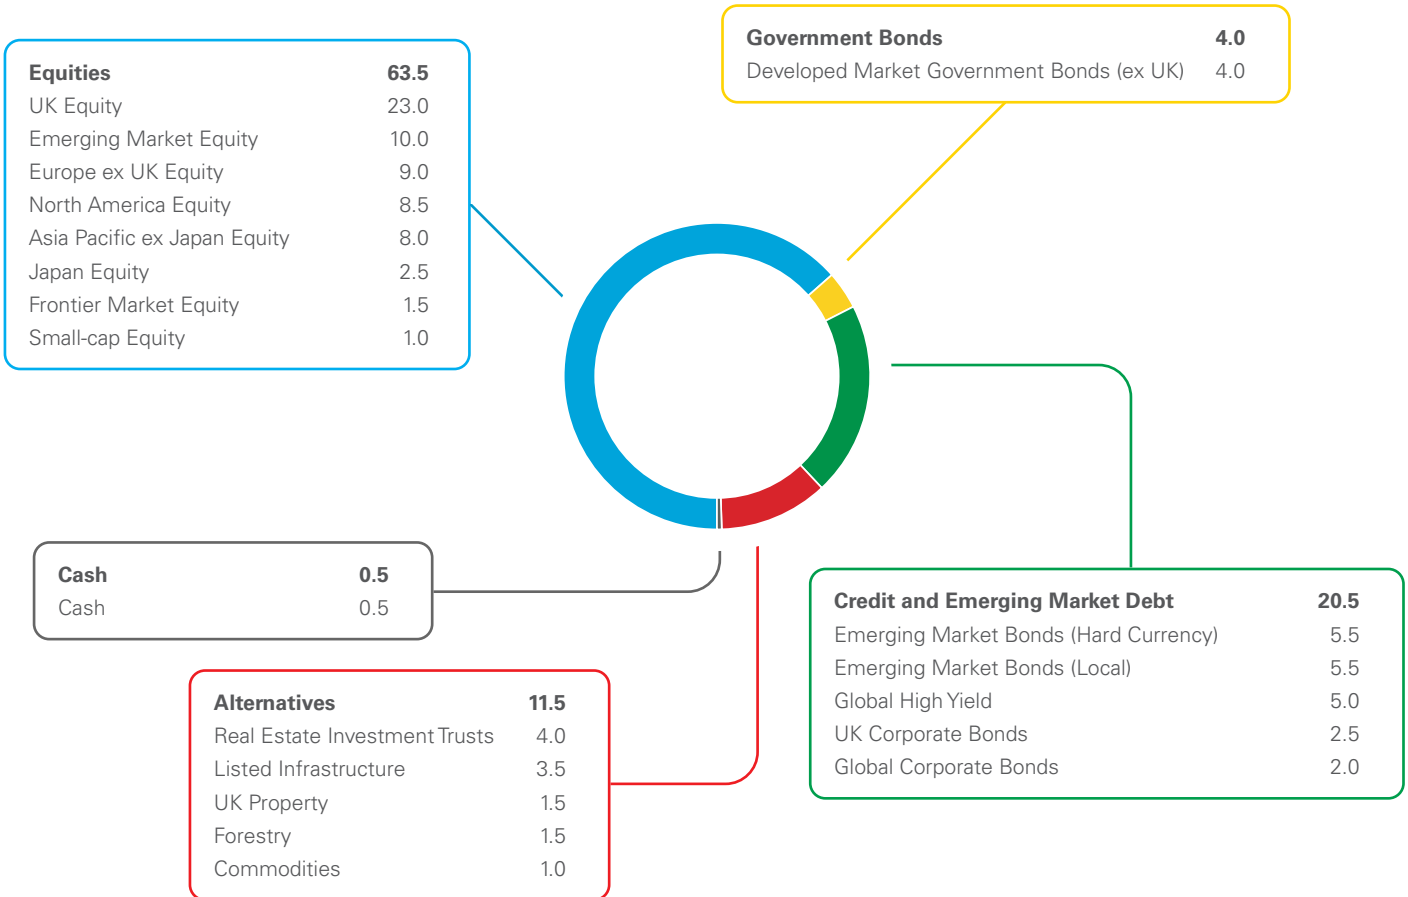 Equities 63.5
UK Equity 23.0
Emerging Market Equity 10.0
Europe ex UK Equity 9.0
North America Equity 8.5
Asia Pacific ex Japan Equity 8.0
Japan Equity 2.5
Frontier Market Equity 1.5
Small-cap Equity 1.0
Government Bonds 4.0
Developed Market Government Bonds (ex UK) 4.0
Cash 0.5
Cash 0.5
Alternatives 11.5
Real Estate Investment Trusts 4.0
Listed Infrastructure 3.5
UK Property 1.5
Forestry 1.5
Commodities 1.0
Credit and Emerging Market Debt 20.5
Emerging Market Bonds (Hard Currency) 5.5
Emerging Market Bonds (Local) 5.5
Global High Yield 5.0
UK Corporate Bonds 2.5
Global Corporate Bonds 2.0